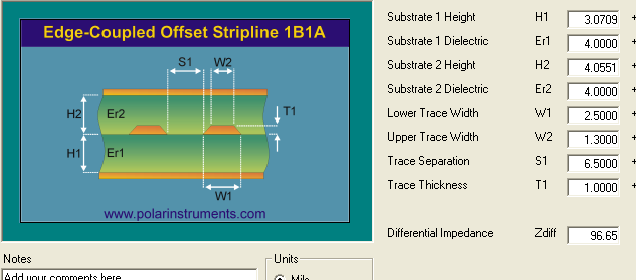 Edge-Coupled Offset Stripline 1B1A
S1 W2
H2 Er2 T1
H1 Er1
W1
www.polarinstruments.com
Substrate 1 Height H1 3.0709 +
Substrate 1 Dielectric Er1 4.0000
Substrate 2 Height H2 4.0551 +
Substrate 2 Dielectric Er2 4.0000
Lower Trace Width W1 2.5000 +
Upper Trace Width W2 1.3000 +
Trace Separation S1 6.5000 +
Trace Thickness T1 1.0000 +
Differential Impedance Zdiff 96.65
Notes Units
Add your comments here Mils